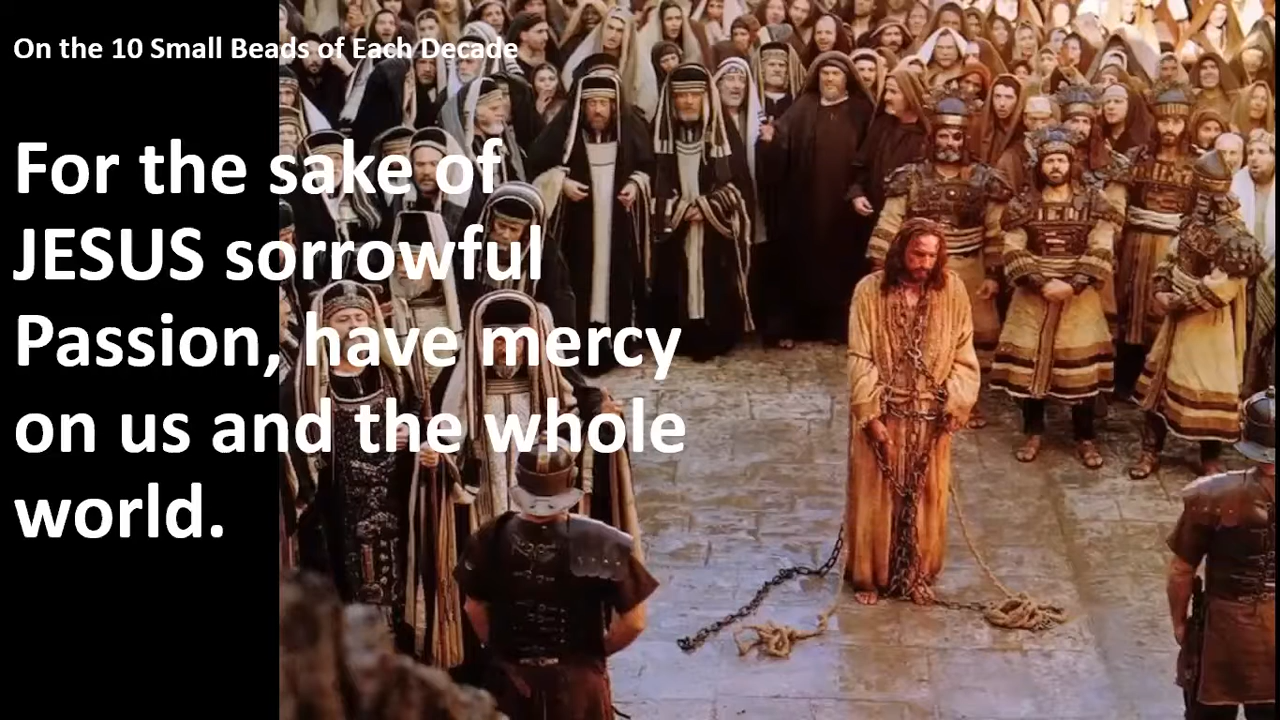 On the 10 Small Beads of Each Decade
For the sake of
JESUS sorrowful
Passion, have mercy
on us and the whole
world.